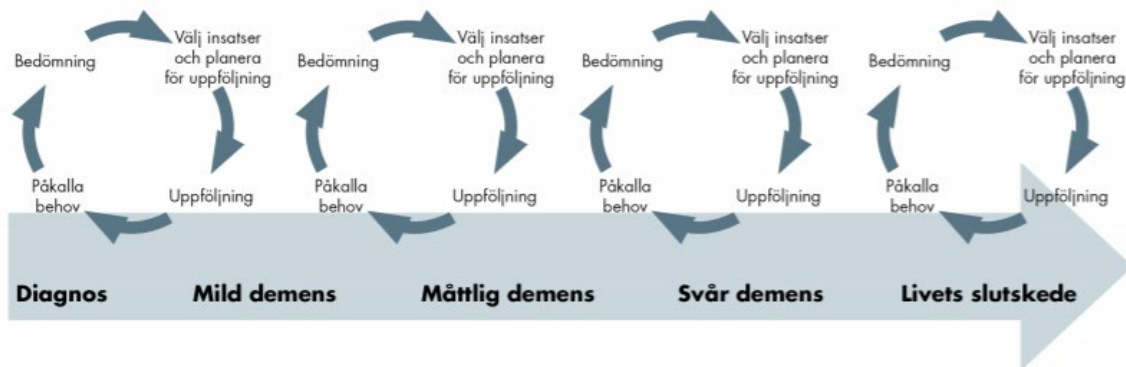 Bedömning
Välj insatser
och planera
för uppföljning
Uppföljning
Påkalla
behov
Bedömning
Välj insatser
och planera
för uppföljning
Uppföljning
Påkalla
behov
Bedömning
Välj insatser
och planera
för uppföljning
Uppföljning
Påkalla
behov
Bedömning
Välj insatser
och planera
för uppföljning
Uppföljning
Påkalla
behov
Diagnos
Mild demens
Måttlig demens
Svår demens
Livets slutskede